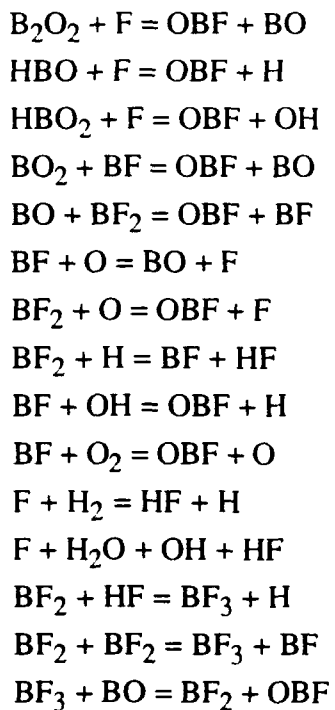 B₂O₂ + F = OBF + BO
HBO + F = OBF + H
HBO₂ + F = OBF + OH
BO₂ + BF = OBF + BO
BO + BF₂ = OBF + BF
BF + O = BO + F
BF₂ + O = OBF + F
BF₂ + H = BF + HF
BF + OH = OBF + H
BF + O₂ = OBF + O
F + H₂ = HF + H
F + H₂O + OH + HF
BF₂ + HF = BF₃ + H
BF₂ + BF₂ = BF₃ + BF
BF₃ + BO = BF₂ + OBF